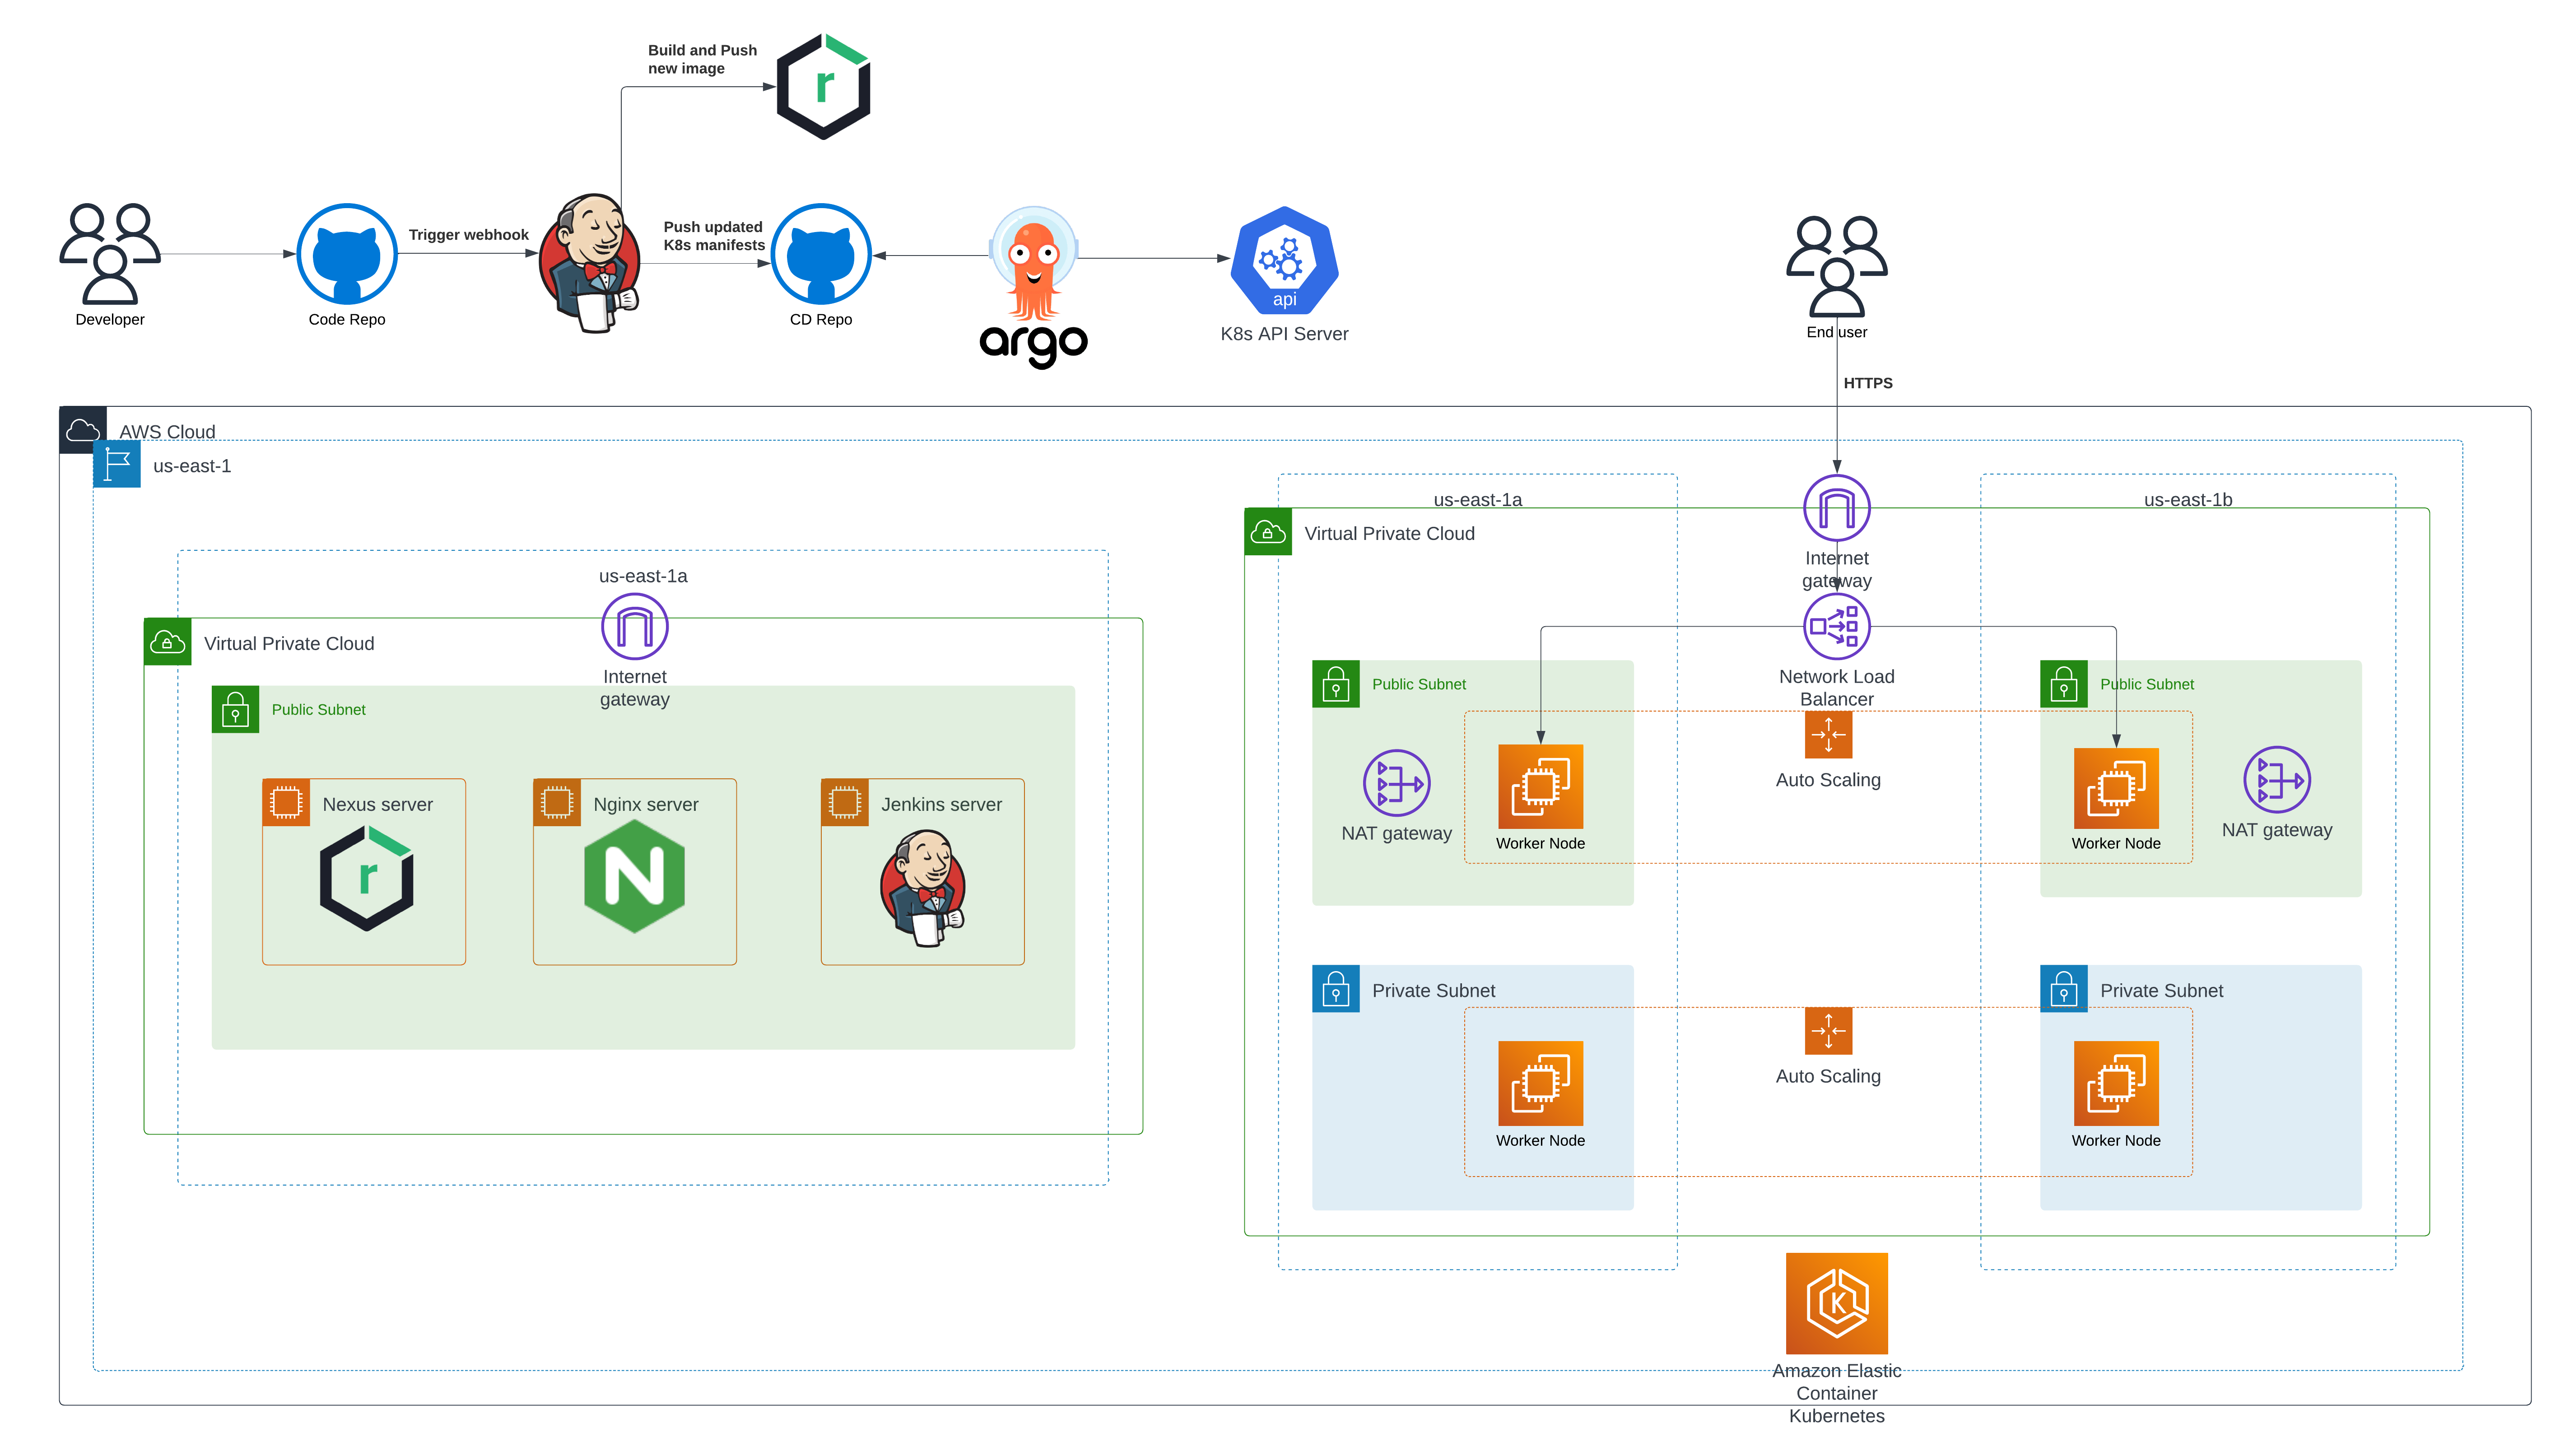 Build and Push
new image
r
Trigger webhook
Push updated
K8s manifests
api
Developer
Code Repo
CD Repo
argo
K8s API Server
End user
HTTPS
AWS Cloud
us-east-1
us-east-1a
Virtual Private Cloud
Internet
gateway
Public Subnet
Nexus server
Nginx server
Jenkins server
r
N
us-east-1a
us-east-1b
Virtual Private Cloud
Internet
gateway
Network Load
Balancer
Public Subnet
Public Subnet
Auto Scaling
NAT gateway
Worker Node
Worker Node
NAT gateway
Private Subnet
Private Subnet
Auto Scaling
Worker Node
Worker Node
K
Amazon Elastic
Container
Kubernetes